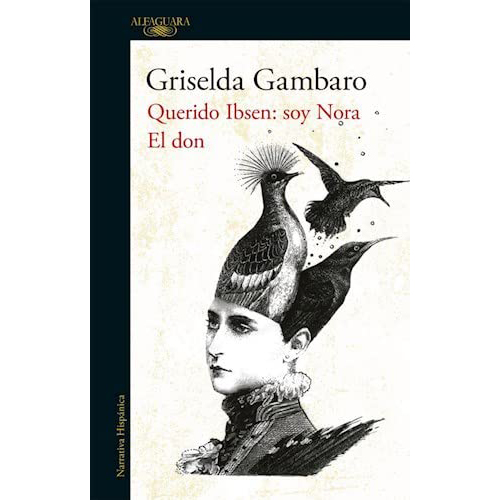 ALFAGUARA
Griselda Gambaro
Querido Ibsen: soy Nora
El don
Narrativa Hispánica